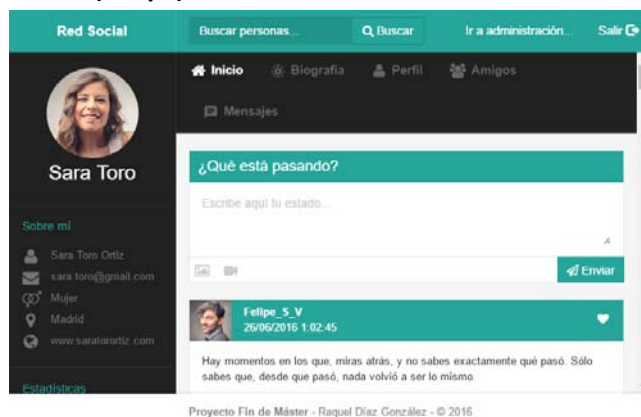 Red Social
Buscar personas...
Buscar
Ir a administración...
Salir
Inicio
Biografia
Perfil
Amigos
Mensajes
Sara Toro
Sobre mí
Sara Toro Ortiz
sara.toro@gmail.com
Mujer
Madrid
www.saratorortiz.com
Estadísticas
¿Qué está pasando?
Escribe aquí tu estado...
Enviar
Felipe_S_V
26/06/2016 1:02:45
Hay momentos en los que, miras atrás, y no sabes exactamente qué pasó. Sólo
sabes que, desde que pasó, nada volvió a ser lo mismo.
Proyecto Fin de Máster - Raquel Díaz González - © 2016